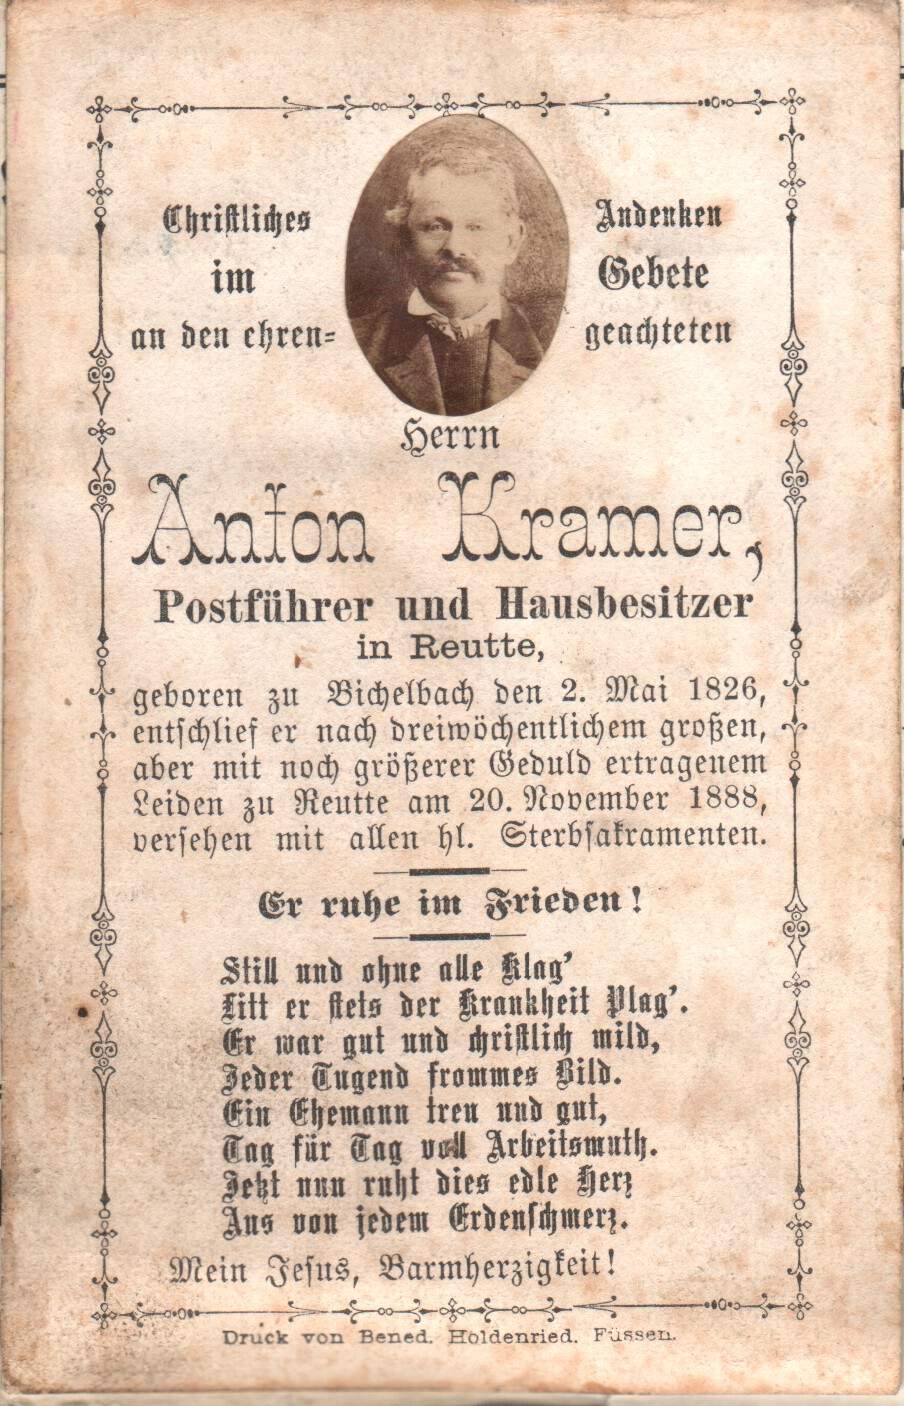 Christliches Andenken
im Gebete
an den ehren= geachteten
Herrn
Anton Kramer,
Postführer und Hausbesitzer
in Reutte,
geboren zu Bichelbach den 2. Mai 1826,
entschlief er nach dreiwöchentlichem großen,
aber mit noch größerer Geduld ertragenem
Leiden zu Reutte am 20. November 1888,
versehen mit allen hl. Sterbsakramenten.
Er ruhe im Frieden!
Still und ohne alle Klag'
Litt er stets der Krankheit Plag'.
Er war gut und christlich mild,
Jeder Tugend frommes Bild.
Ein Ehemann treu und gut,
Tag für Tag voll Arbeitsmuth.
Jetzt nun ruht dies edle Herz
Aus von jedem Erdenschmerz.
Mein Jesus, Barmherzigkeit!
Druck von Bened. Holdenried. Füssen.